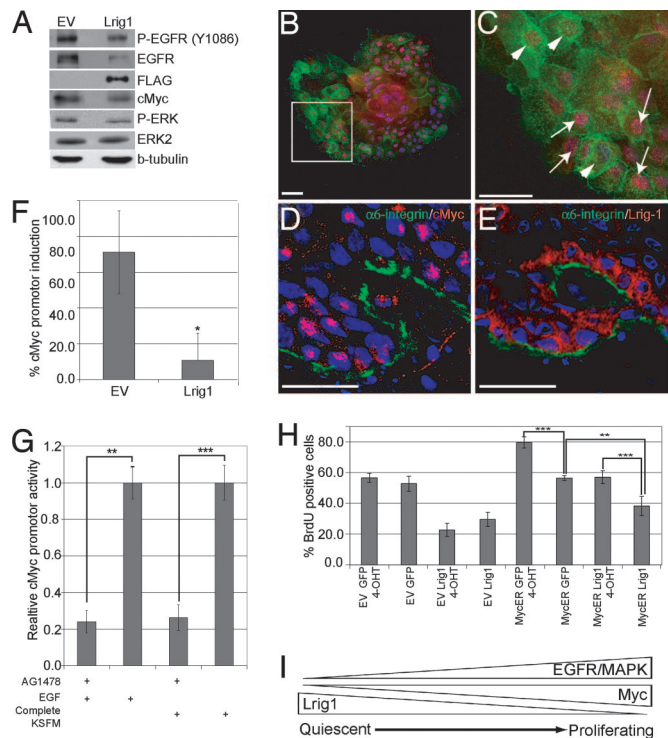 A
EV Lrig1
P-EGFR (Y1086)
EGFR
FLAG
cMyc
P-ERK
ERK2
b-tubulin
B
C
D
α6-integrin/cMyc
E
α6-integrin/Lrig-1
F
% cMyc promotor induction
100.0
80.0
60.0
40.0
20.0
0.0
*
EV Lrig1
G
Realtive cMyc promotor activity
1.2
1.0
0.8
0.6
0.4
0.2
0.0
** ***
AG1478 + +
EGF + +
Complete KSFM + +
H
% BrdU positive cells
80.0
60.0
40.0
20.0
0.0
*** ** ***
EV GFP 4-OHT
EV GFP
EV Lrig1 4-OHT
EV Lrig1
MycER GFP 4-OHT
MycER GFP
MycER Lrig1 4-OHT
MycER Lrig1
I
EGFR/MAPK
Myc
Lrig1
Quiescent Proliferating